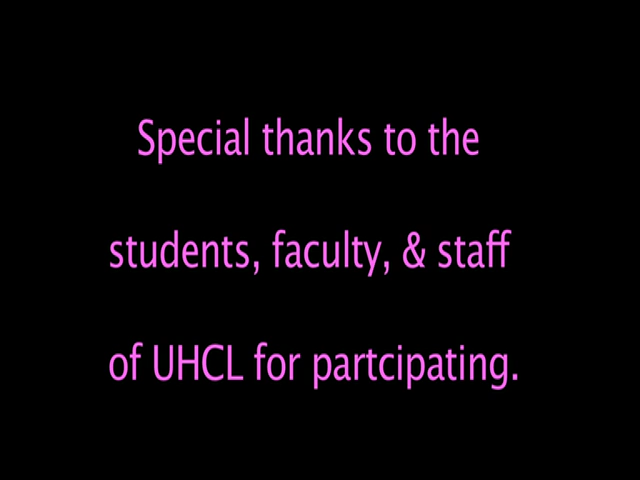 Special thanks to the
students, faculty, & staff
of UHCL for partcipating.